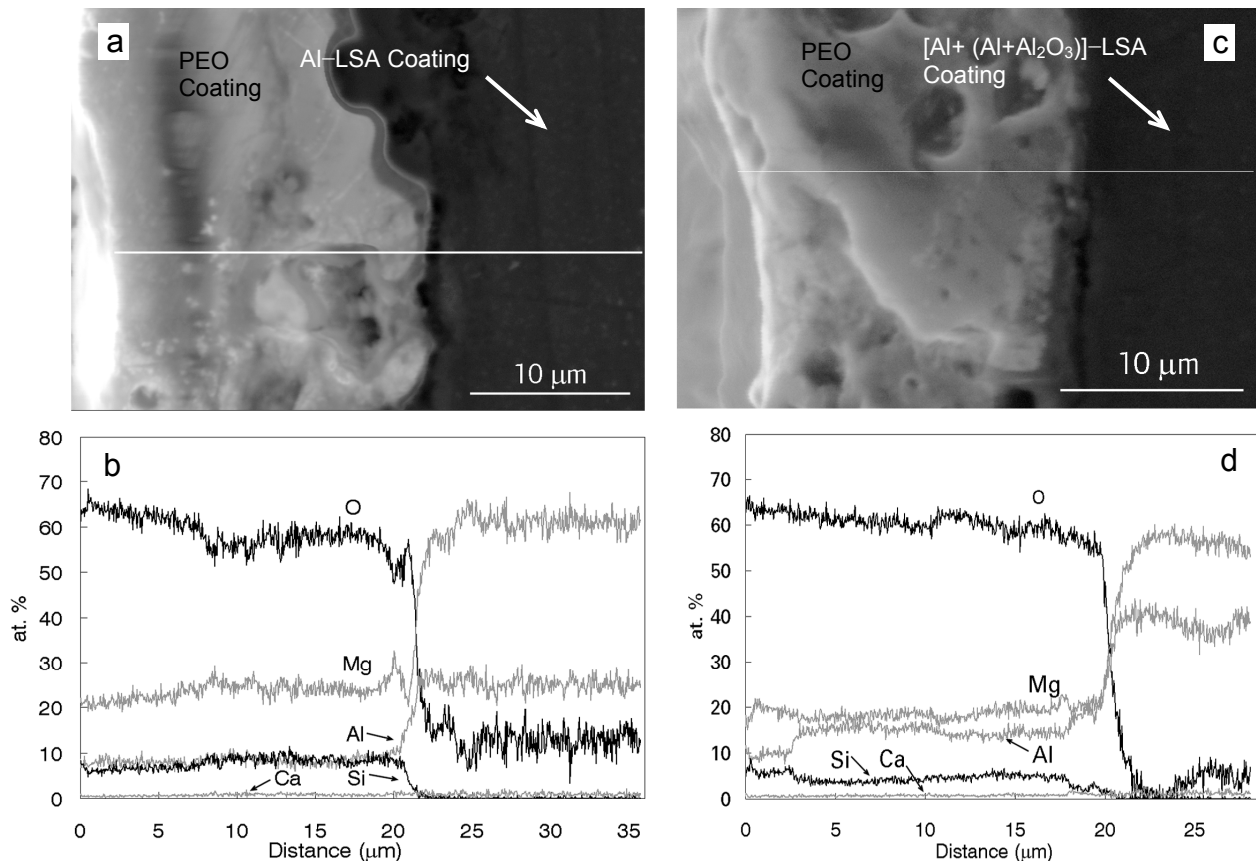 a
PEO
Coating
Al–LSA Coating
10 µm
c
PEO
Coating
[Al+ (Al+Al₂O₃)]–LSA
Coating
10 µm
80
70
60
50
40
30
20
10
0
at. %
b
O
Mg
Al
Ca
Si
0 5 10 15 20 25 30 35
Distance (µm)
80
70
60
50
40
30
20
10
0
at. %
d
O
Mg
Al
Si
Ca
0 5 10 15 20 25
Distance (µm)